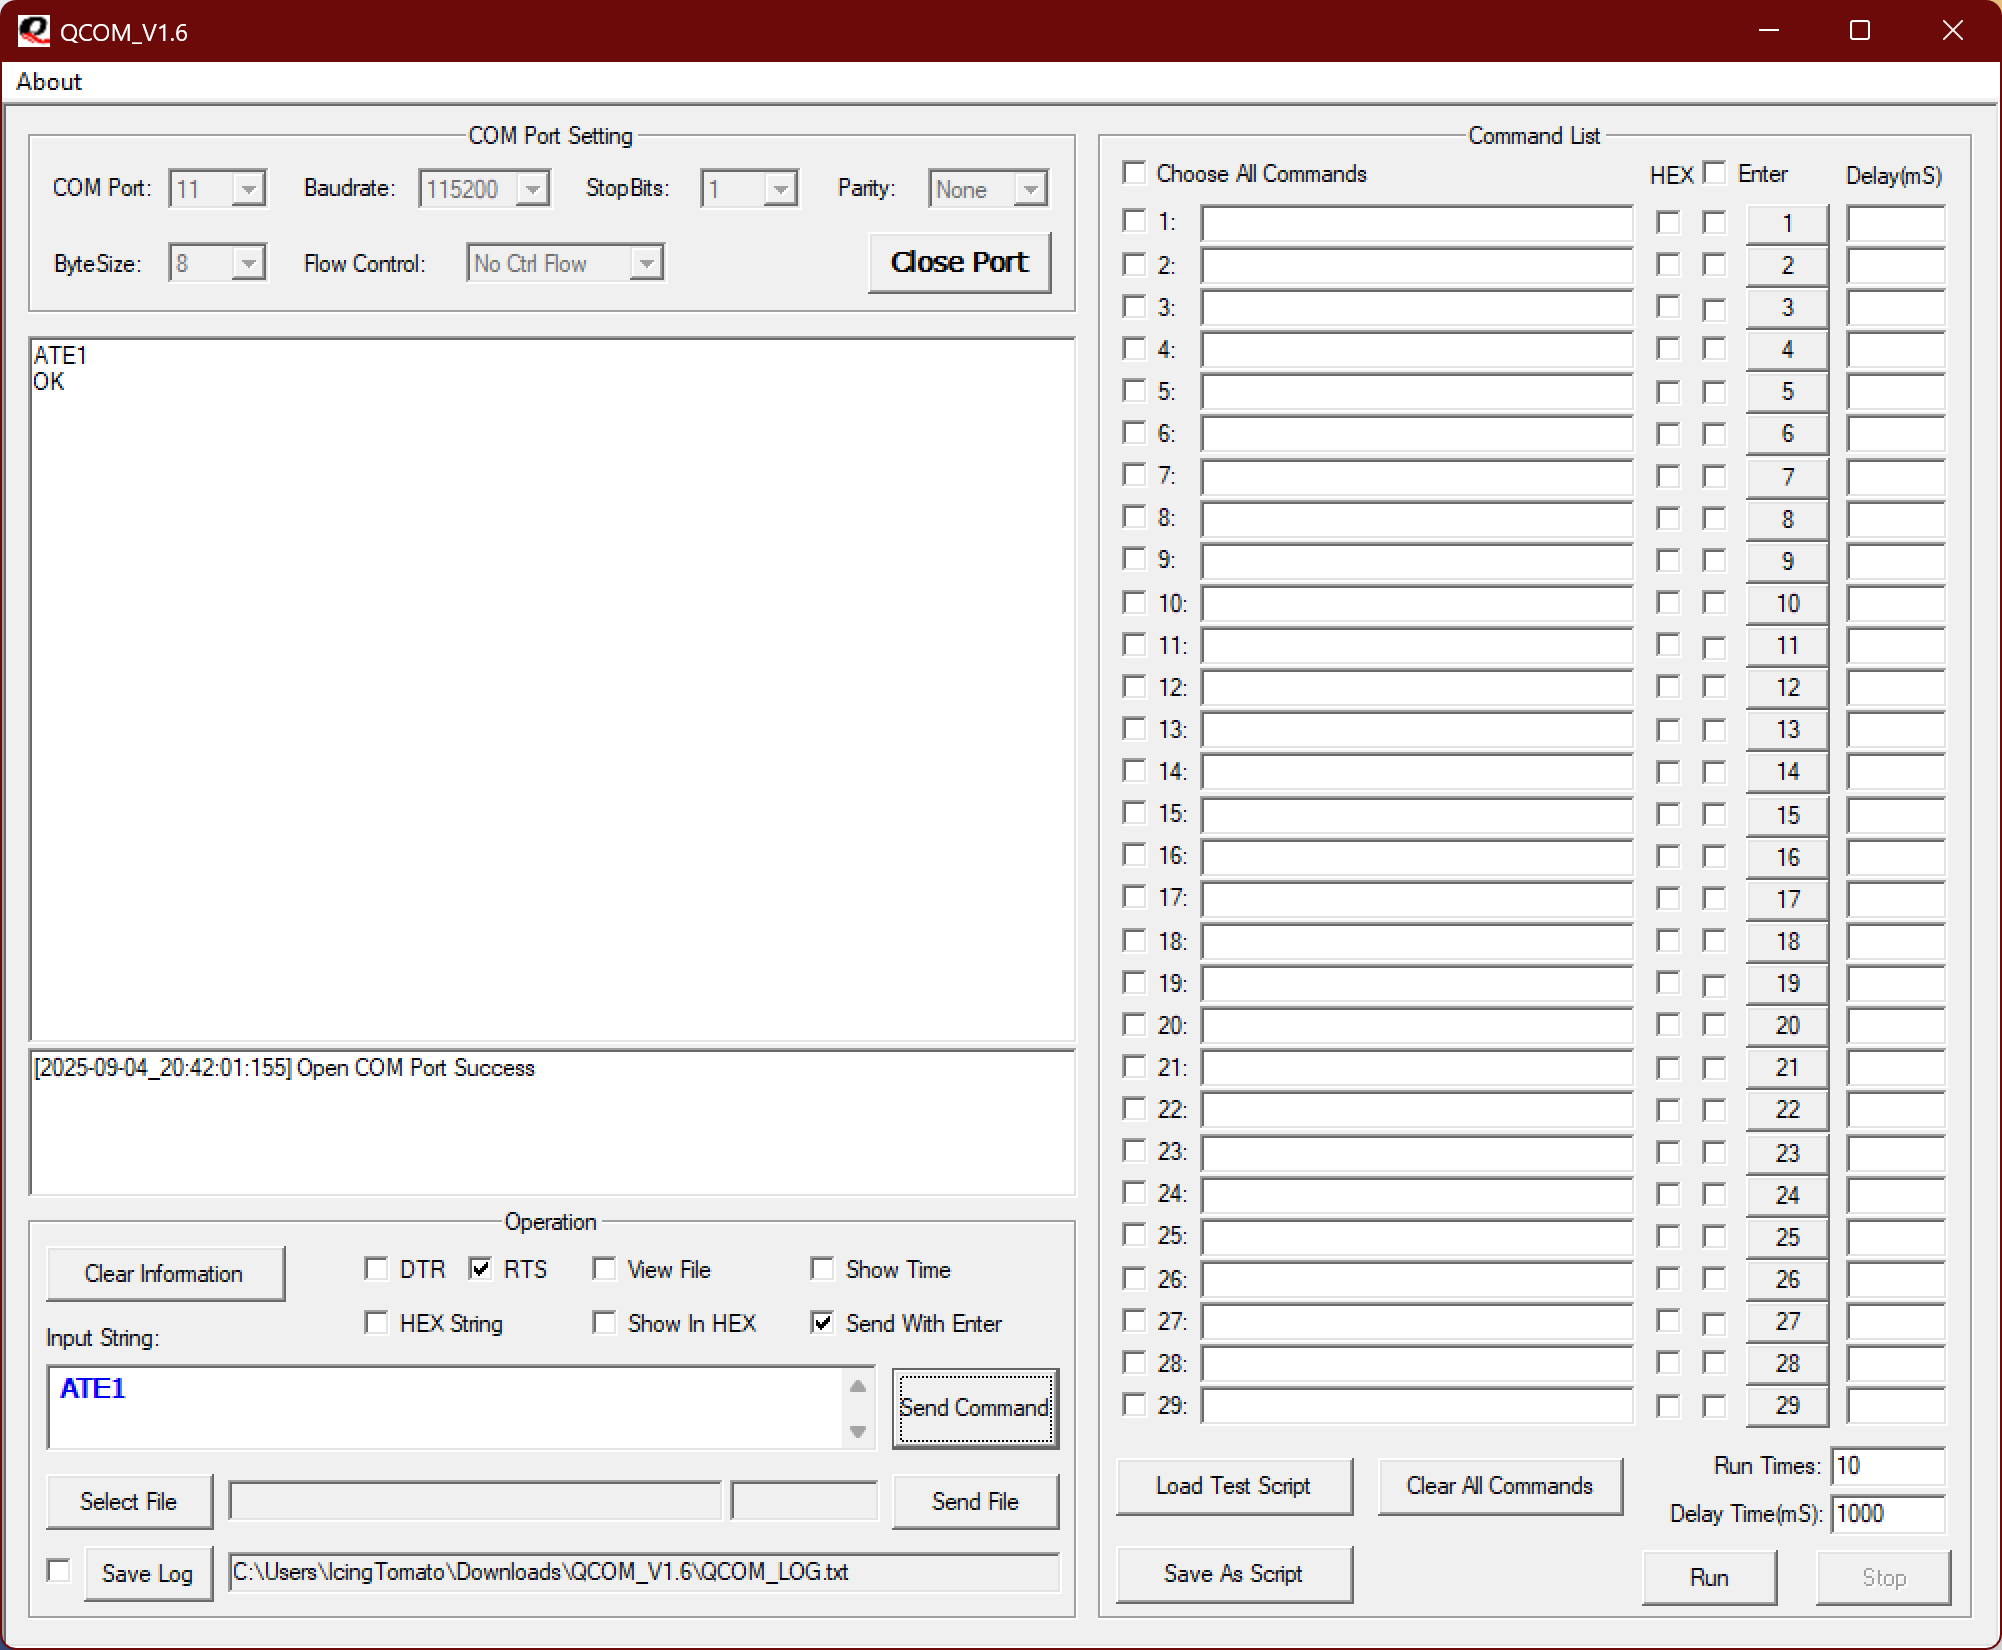 QCOM_V1.6
About
COM Port Setting
COM Port: 11 Baudrate: 115200 StopBits: 1 Parity: None
ByteSize: 8 Flow Control: No Ctrl Flow Close Port
ATE1
OK
[2025-09-04_20:42:01:155] Open COM Port Success
Operation
Clear Information DTR RTS View File Show Time
HEX String Show In HEX Send With Enter
Input String:
ATE1
Send Command
Select File Send File
Save Log C:\Users\IcingTomato\Downloads\QCOM_V1.6\QCOM_LOG.txt
Command List
Choose All Commands HEX Enter Delay(mS)
1: 1
2: 2
3: 3
4: 4
5: 5
6: 6
7: 7
8: 8
9: 9
10: 10
11: 11
12: 12
13: 13
14: 14
15: 15
16: 16
17: 17
18: 18
19: 19
20: 20
21: 21
22: 22
23: 23
24: 24
25: 25
26: 26
27: 27
28: 28
29: 29
Load Test Script Clear All Commands Run Times: 10
Delay Time(mS): 1000
Save As Script Run Stop